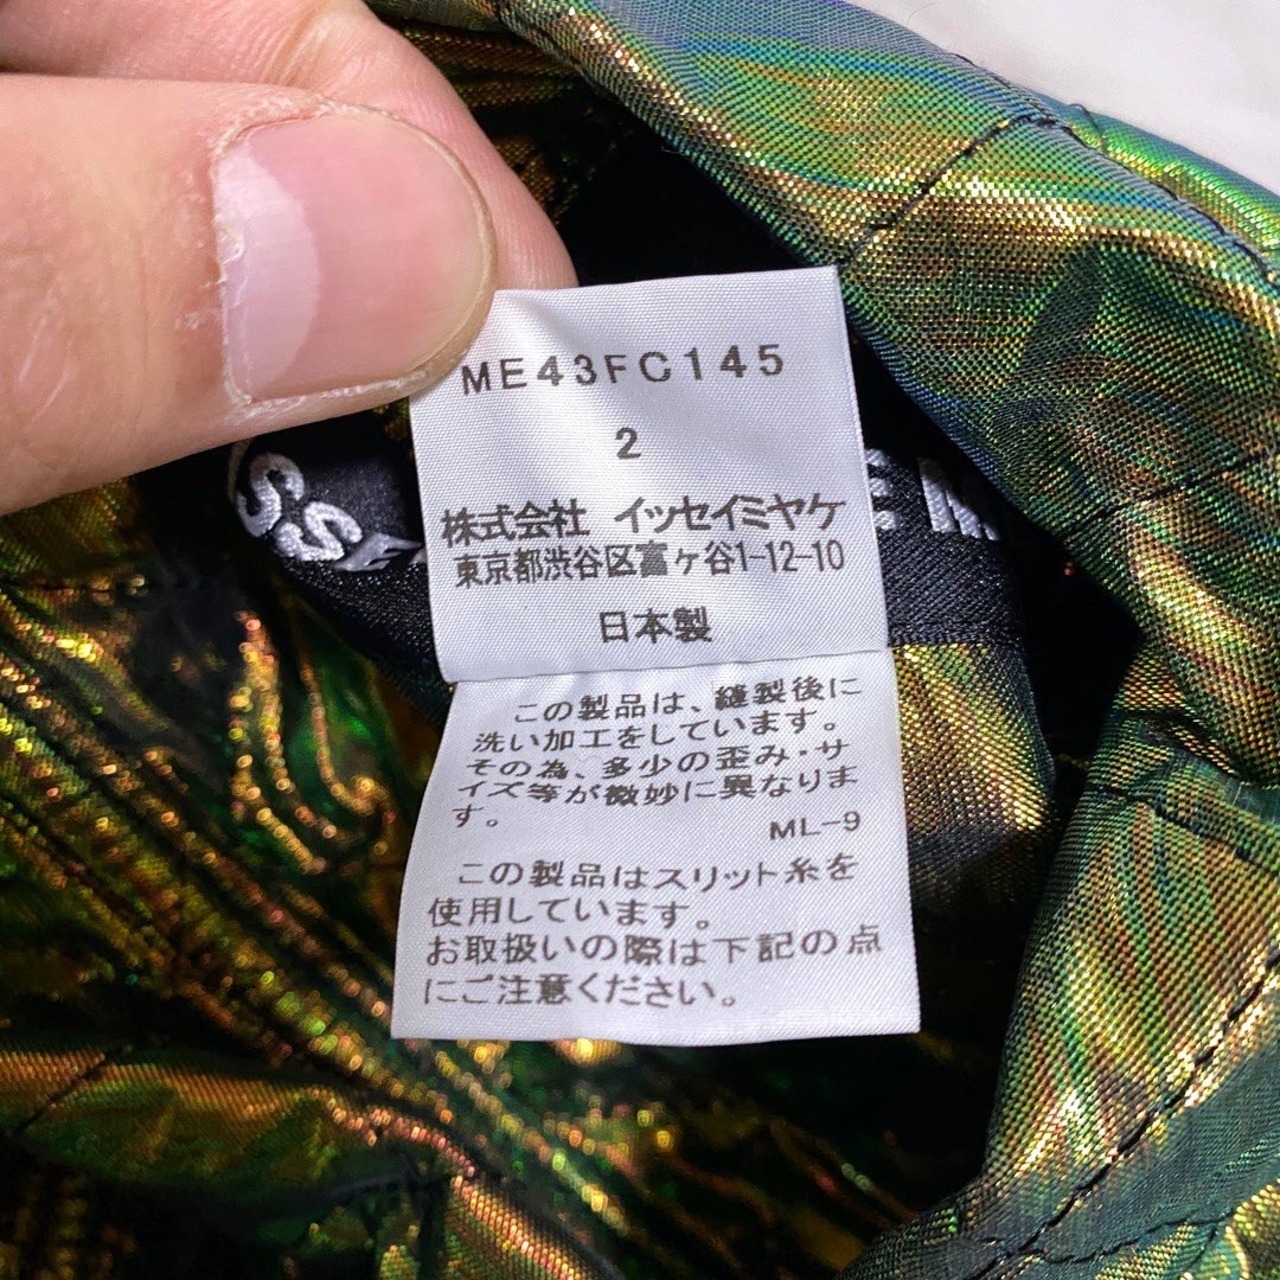 ME43FC145
2
株式会社 イッセイミヤケ
東京都渋谷区富ヶ谷1-12-10
日本製
この製品は、縫製後に
洗い加工をしています。
その為、多少の歪み・サ
イズ等が微妙に異なりま
す。
ML-9
この製品はスリット糸を
使用しています。
お取扱いの際は下記の点
にご注意ください。